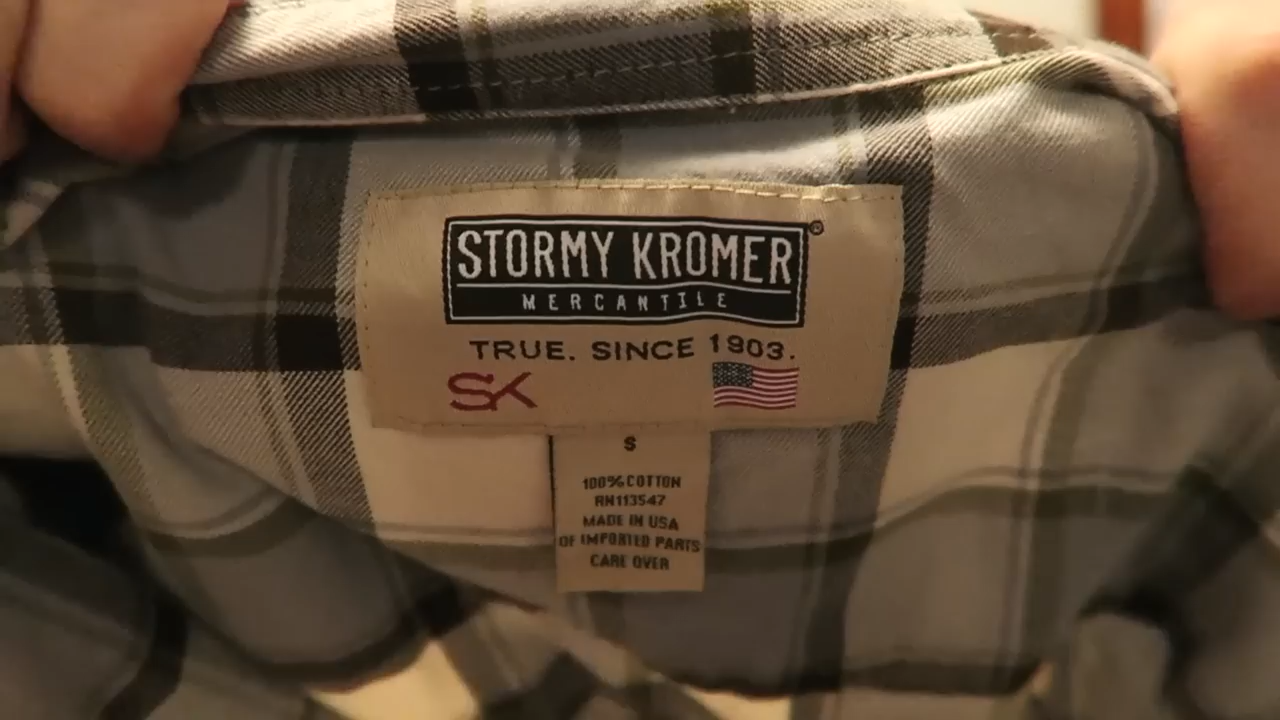 STORMY KROMER®
MERCANTILE
TRUE. SINCE 1903.
SK
S
100% COTTON
RN113547
MADE IN USA
OF IMPORTED PARTS
CARE OVER